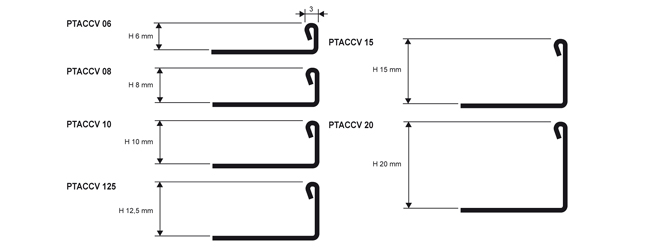 PTACCV 06
3
H 6 mm
PTACCV 08
H 8 mm
PTACCV 10
H 10 mm
PTACCV 125
H 12,5 mm
PTACCV 15
H 15 mm
PTACCV 20
H 20 mm